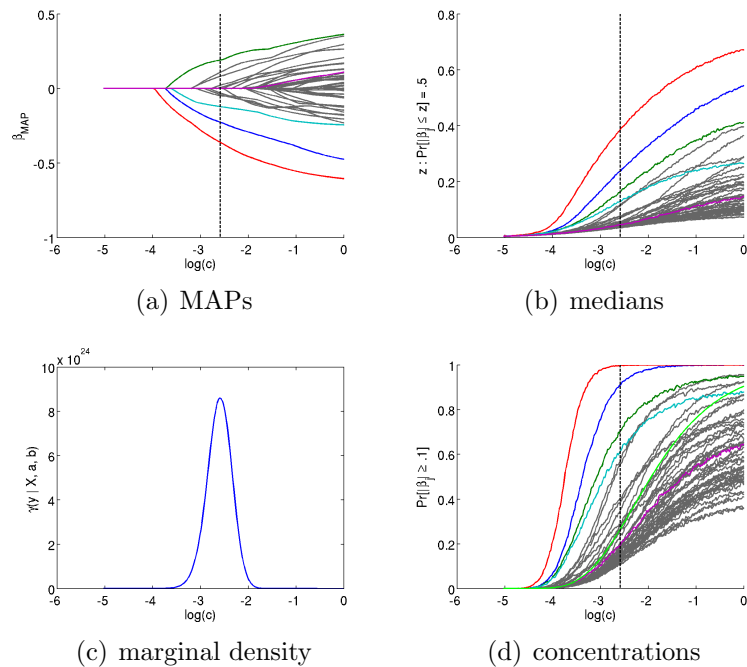 0.5
0
-0.5
-1
β_MAP
-6 -5 -4 -3 -2 -1 0
log(c)
(a) MAPs
0.8
0.6
0.4
0.2
0
z : Pr[|β_j| ≤ z] = .5
-6 -5 -4 -3 -2 -1 0
log(c)
(b) medians
x 10^24
10
8
6
4
2
0
γ(y | X, a, b)
-6 -5 -4 -3 -2 -1 0
log(c)
(c) marginal density
1
0.8
0.6
0.4
0.2
0
Pr[|β_j| ≥ .1]
-6 -5 -4 -3 -2 -1 0
log(c)
(d) concentrations